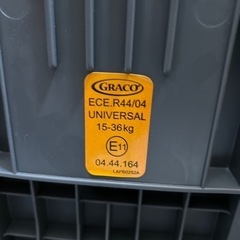 GRACO
ECE.R44/04
UNIVERSAL
15-36kg
E11
04.44.164